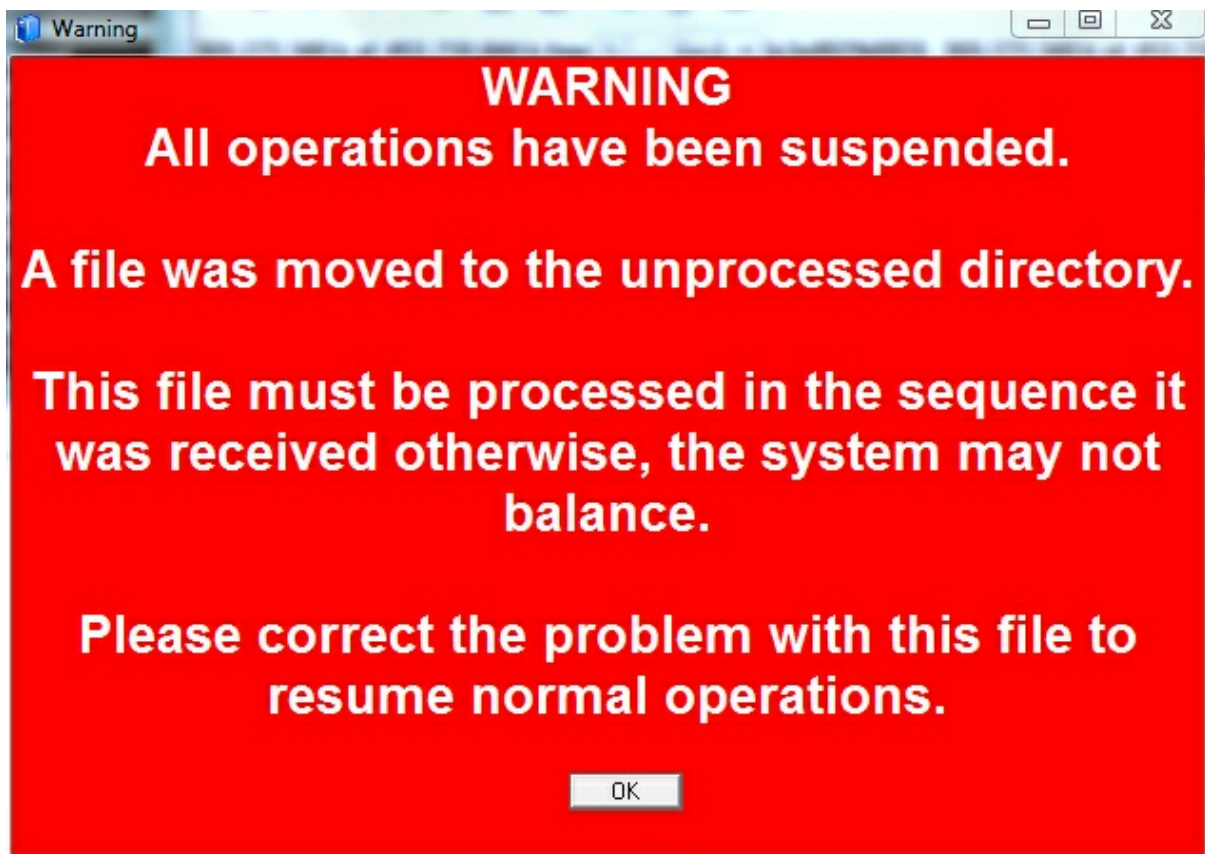 Warning
WARNING
All operations have been suspended.
A file was moved to the unprocessed directory.
This file must be processed in the sequence it
was received otherwise, the system may not
balance.
Please correct the problem with this file to
resume normal operations.
OK